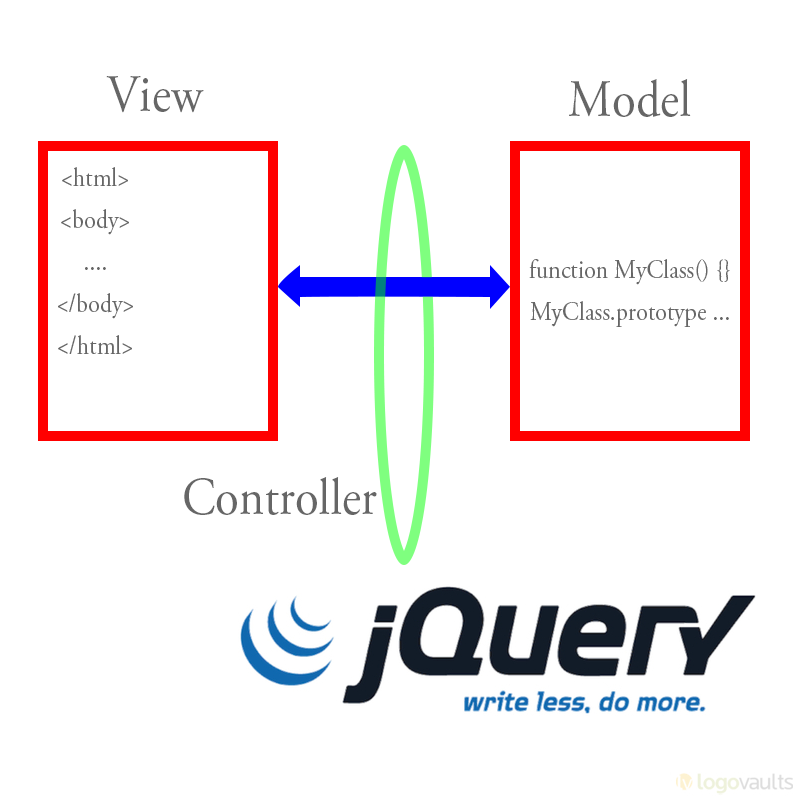 View
Model
<html>
<body>
....
</body>
</html>
function MyClass() {}
MyClass.prototype ...
Controller
jQuery
write less, do more.
logovaults